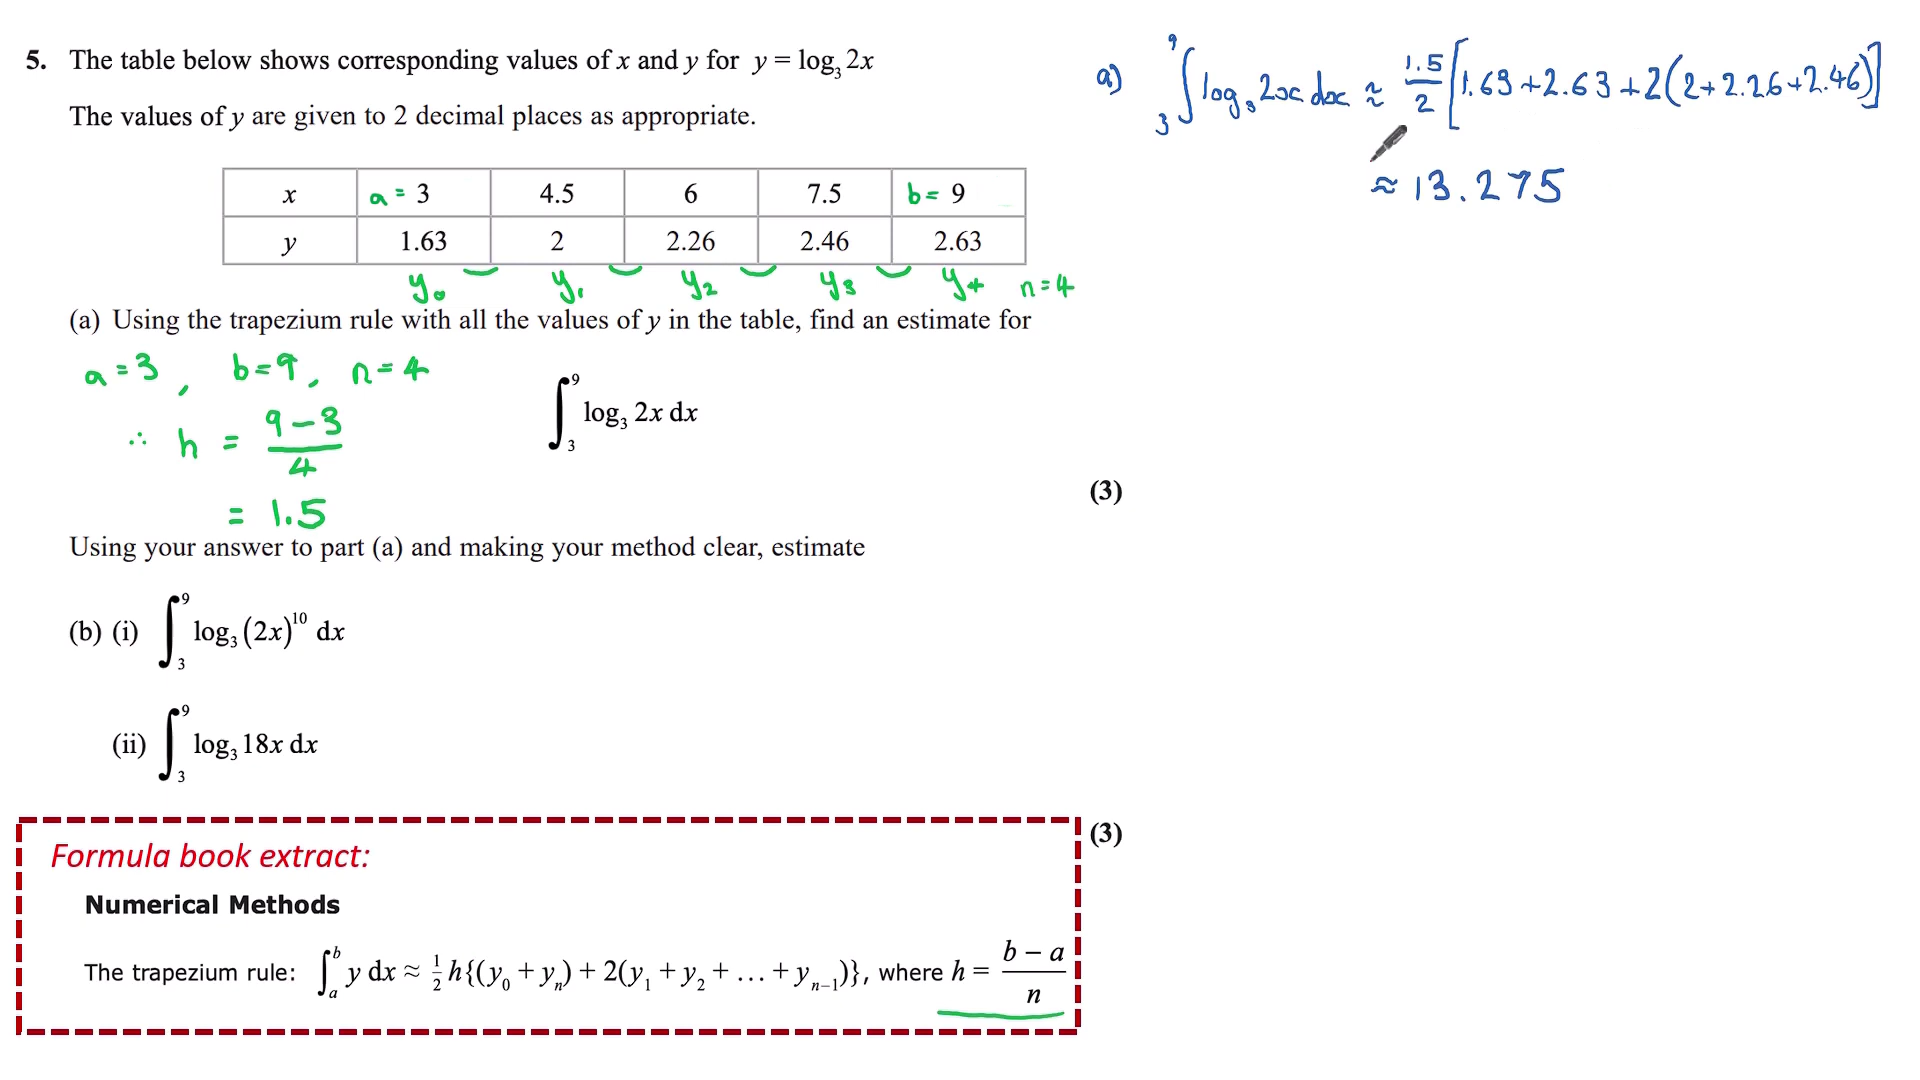 5. The table below shows corresponding values of x and y for y = log₃ 2x
The values of y are given to 2 decimal places as appropriate.
x a = 3 4.5 6 7.5 b = 9
y 1.63 2 2.26 2.46 2.63
y₀ y₁ y₂ y₃ y₄ n = 4
(a) Using the trapezium rule with all the values of y in the table, find an estimate for
a = 3 , b = 9 , n = 4
∫₃⁹ log₃ 2x dx
∴ h = (9 − 3)/4
= 1.5
(3)
Using your answer to part (a) and making your method clear, estimate
(b) (i) ∫₃⁹ log₃ (2x)¹⁰ dx
(ii) ∫₃⁹ log₃ 18x dx
(3)
Formula book extract:
Numerical Methods
The trapezium rule: ∫ₐᵇ y dx ≈ ½ h{(y₀ + yₙ) + 2(y₁ + y₂ + … + yₙ₋₁)}, where h = (b − a)/n
a) ∫₃⁹ log₃ 2x dx ≈ 1.5/2 [1.63 + 2.63 + 2(2 + 2.26 + 2.46)]
≈ 13.275